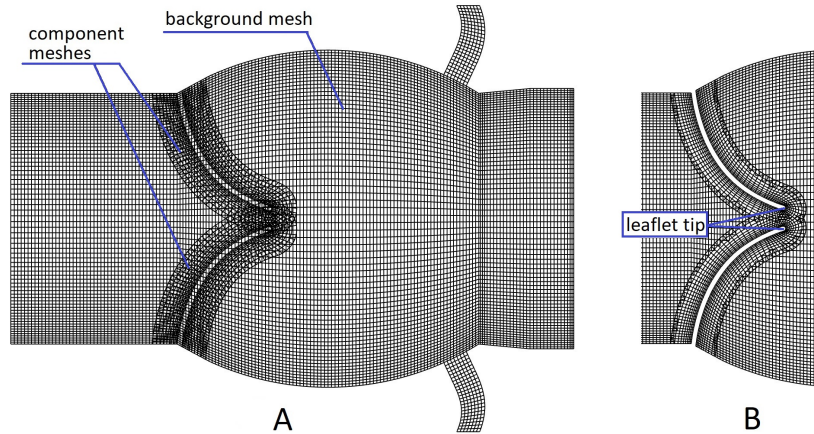 background mesh
component
meshes
leaflet tip
A
B